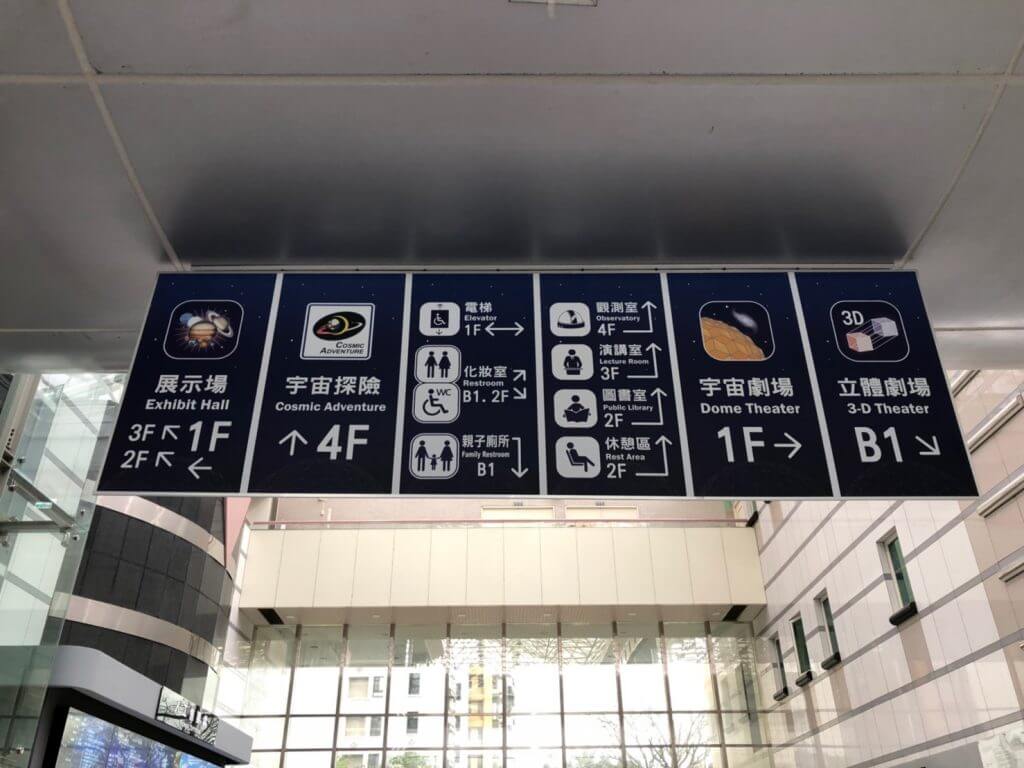 展示場
Exhibit Hall
3F↖ 1F
2F↖ ←
COSMIC
ADVENTURE
宇宙探險
Cosmic Adventure
↑ 4F
電梯
Elevator
1F ↔
化妝室
Restroom
B1. 2F
WC
親子廁所
Family Restroom
B1
觀測室
Observatory
4F
演講室
Lecture Room
3F
圖書室
Public Library
2F
休憩區
Rest Area
2F
宇宙劇場
Dome Theater
1F→
3D
立體劇場
3-D Theater
B1↘